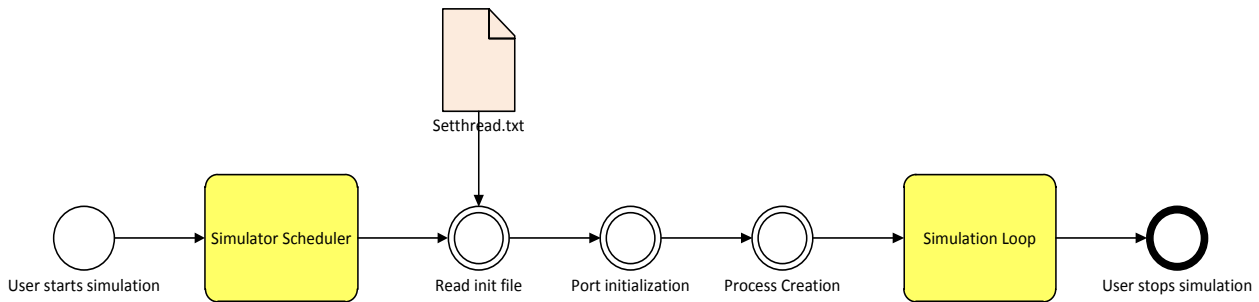 Setthread.txt
Simulator Scheduler
Simulation Loop
User starts simulation
Read init file
Port initialization
Process Creation
User stops simulation